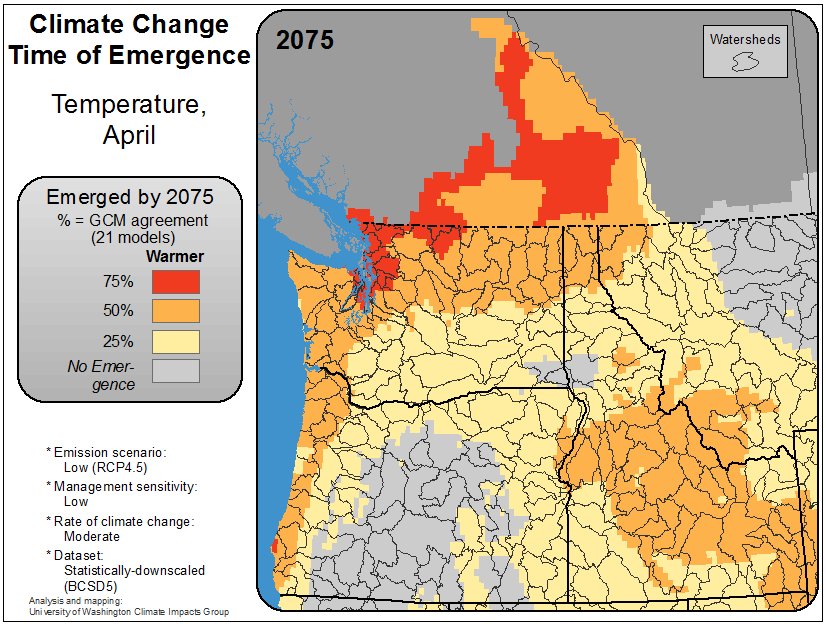 Climate Change
Time of Emergence
Temperature,
April
Emerged by 2075
% = GCM agreement
(21 models)
Warmer
75%
50%
25%
No Emer-
gence
* Emission scenario:
Low (RCP4.5)
* Management sensitivity:
Low
* Rate of climate change:
Moderate
* Dataset:
Statistically-downscaled
(BCSD5)
Analysis and mapping:
University of Washington Climate Impacts Group
2075
Watersheds